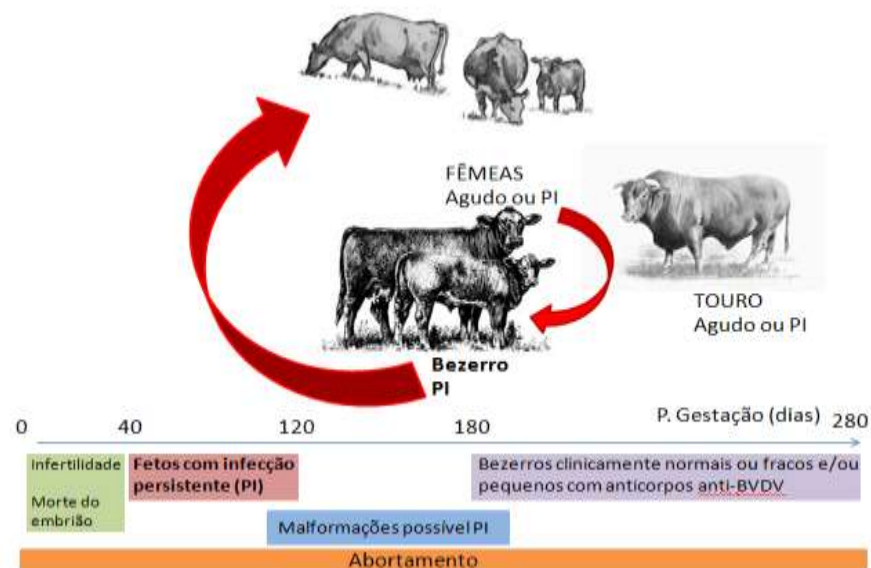 FÊMEAS
Agudo ou PI
TOURO
Agudo ou PI
Bezerro
PI
0 40 120 180 P. Gestação (dias) 280
Infertilidade
Morte do
embrião
Fetos com infecção
persistente (PI)
Bezerros clinicamente normais ou fracos e/ou
pequenos com anticorpos anti-BVDV
Malformações possível PI
Abortamento